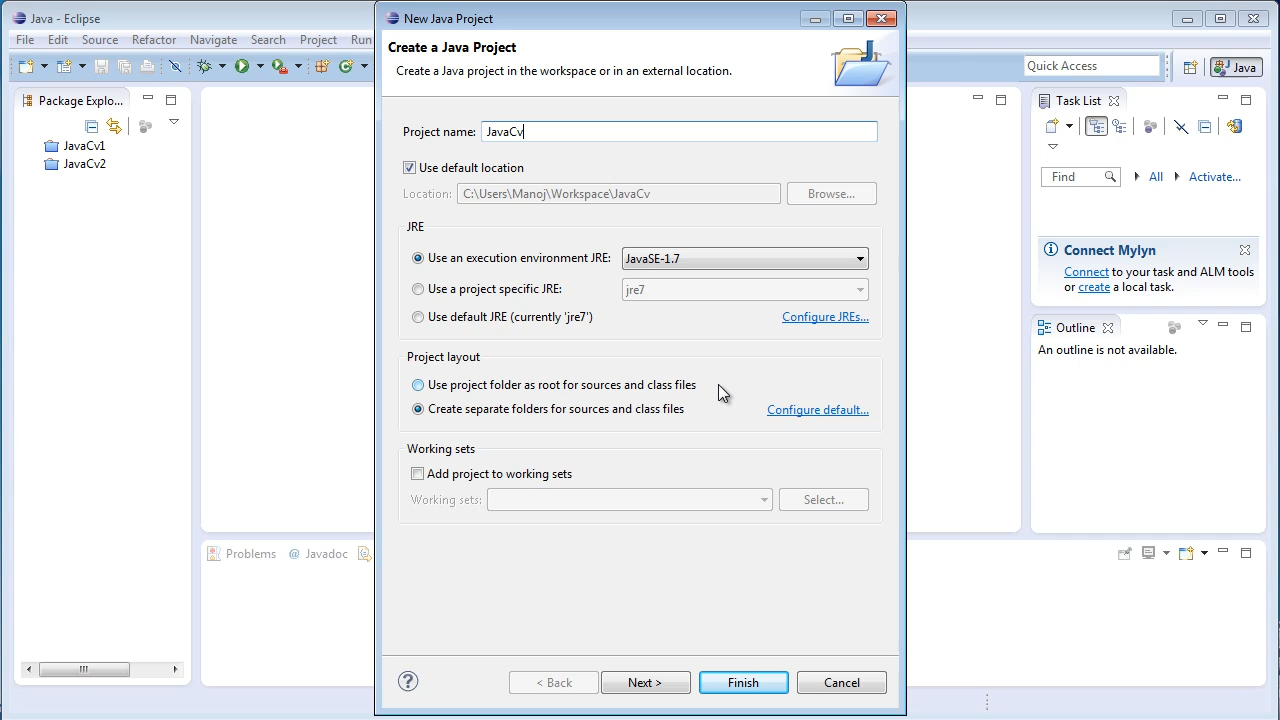 Java - Eclipse
New Java Project
File Edit Source Refactor Navigate Search Project Run
Create a Java Project
Create a Java project in the workspace or in an external location.
Quick Access
Java
Package Explo...
Task List
JavaCv1
JavaCv2
Project name: JavaCv
Use default location
Location: C:\Users\Manoj\Workspace\JavaCv Browse...
Find All Activate...
JRE
Use an execution environment JRE: JavaSE-1.7
Use a project specific JRE: jre7
Use default JRE (currently 'jre7') Configure JREs...
Connect Mylyn
Connect to your task and ALM tools
or create a local task.
Outline
An outline is not available.
Project layout
Use project folder as root for sources and class files
Create separate folders for sources and class files Configure default...
Working sets
Add project to working sets
Working sets: Select...
Problems @ Javadoc
< Back Next > Finish Cancel